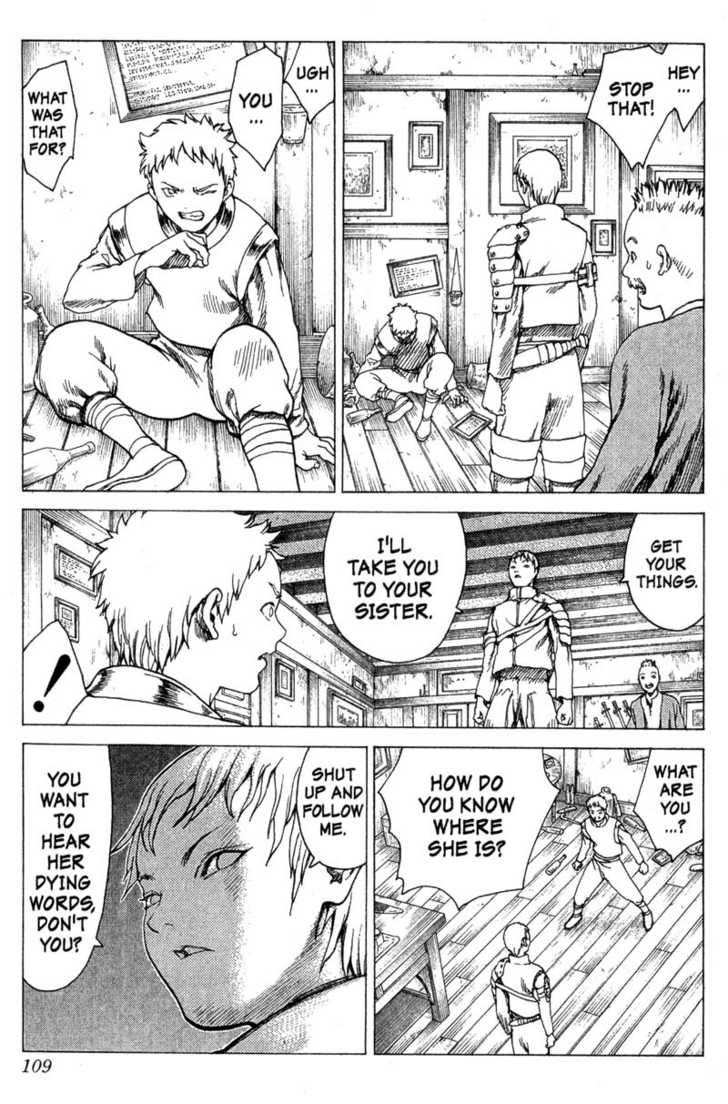 HEY
...
STOP
THAT!
UGH
...
YOU
...
WHAT
WAS
THAT
FOR?
GET
YOUR
THINGS.
I'LL
TAKE YOU
TO YOUR
SISTER.
!
WHAT
ARE
YOU
...?
HOW DO
YOU KNOW
WHERE
SHE IS?
SHUT
UP AND
FOLLOW
ME.
YOU
WANT
TO
HEAR
HER
DYING
WORDS,
DON'T
YOU?
109